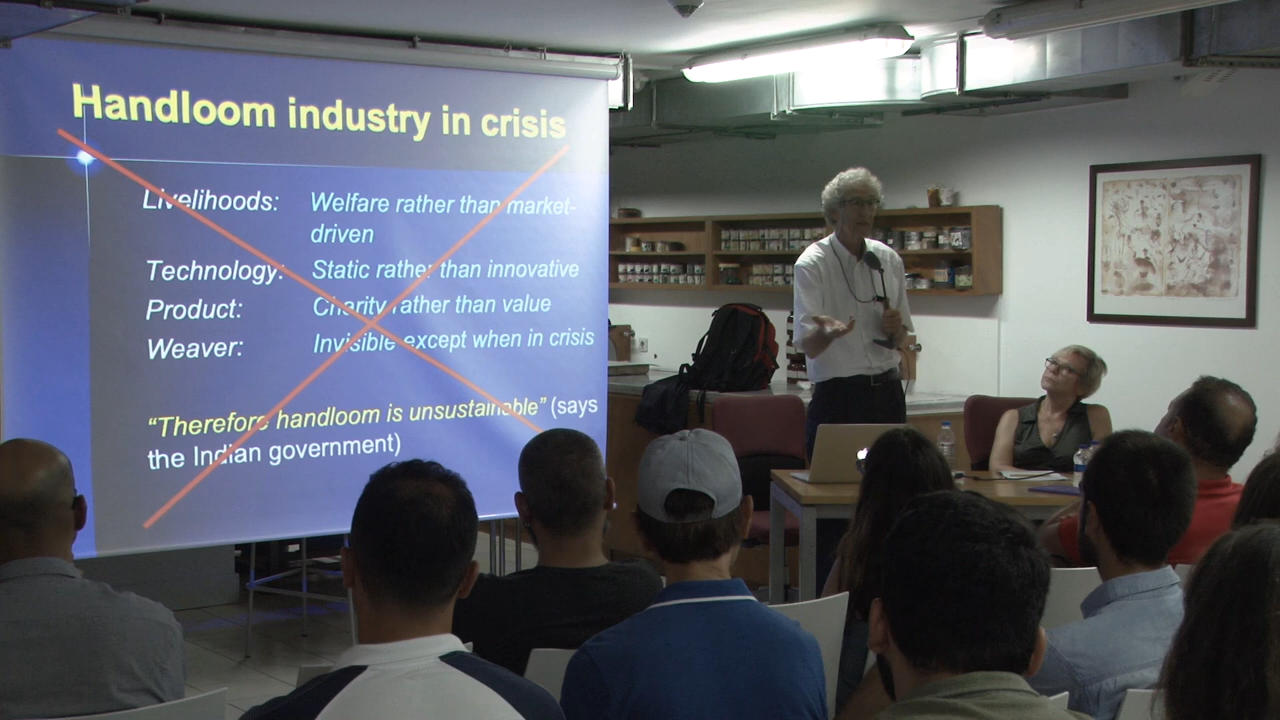 Handloom industry in crisis
Livelihoods: Welfare rather than market-
driven
Technology: Static rather than innovative
Product: Charity rather than value
Weaver: Invisible except when in crisis
“Therefore handloom is unsustainable” (says
the Indian government)